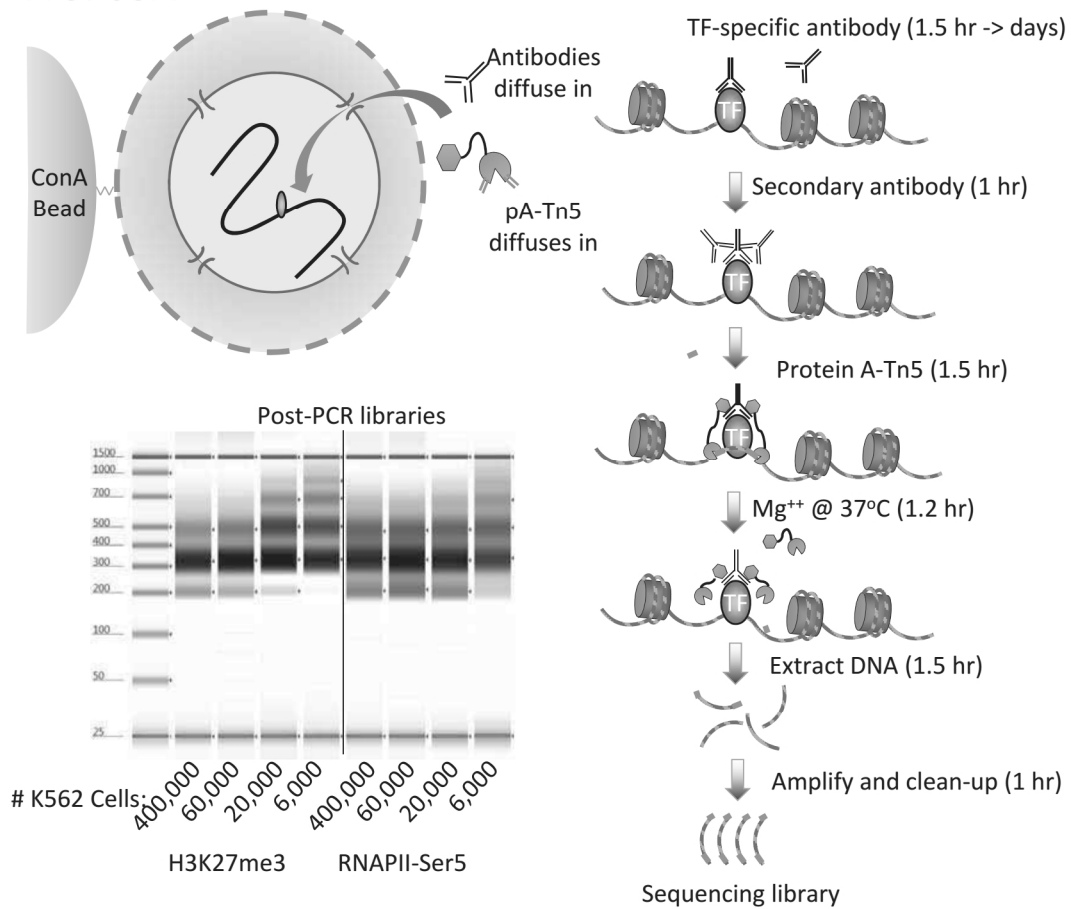 Antibodies
diffuse in
ConA
Bead
pA-Tn5
diffuses in
TF-specific antibody (1.5 hr -> days)
TF
Secondary antibody (1 hr)
TF
Protein A-Tn5 (1.5 hr)
TF
Mg⁺⁺ @ 37ºC (1.2 hr)
TF
Extract DNA (1.5 hr)
Amplify and clean-up (1 hr)
Sequencing library
Post-PCR libraries
1500
1000
700
500
400
300
200
100
50
25
# K562 Cells: 400,000 60,000 20,000 6,000 400,000 60,000 20,000 6,000
H3K27me3 RNAPII-Ser5